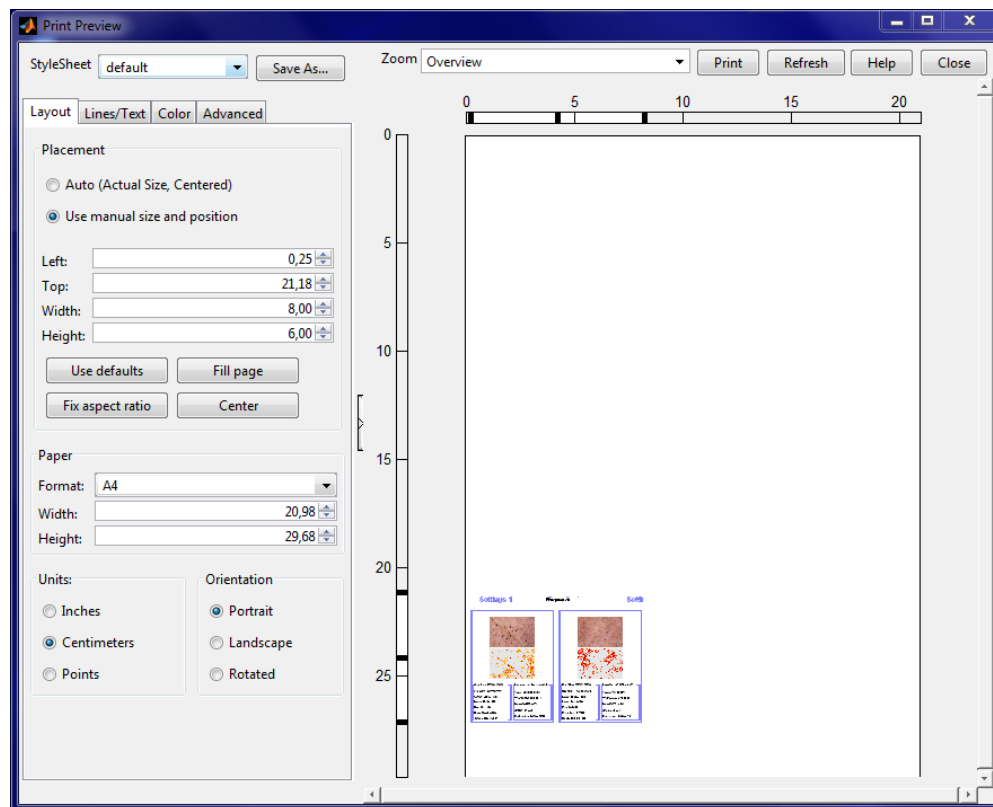 Print Preview
StyleSheet default Save As...
Zoom Overview Print Refresh Help Close
Layout Lines/Text Color Advanced
Placement
Auto (Actual Size, Centered)
Use manual size and position
Left: 0,25
Top: 21,18
Width: 8,00
Height: 6,00
Use defaults Fill page
Fix aspect ratio Center
Paper
Format: A4
Width: 20,98
Height: 29,68
Units:
Inches
Centimeters
Points
Orientation
Portrait
Landscape
Rotated
0 5 10 15 20
0
5
10
15
20
25